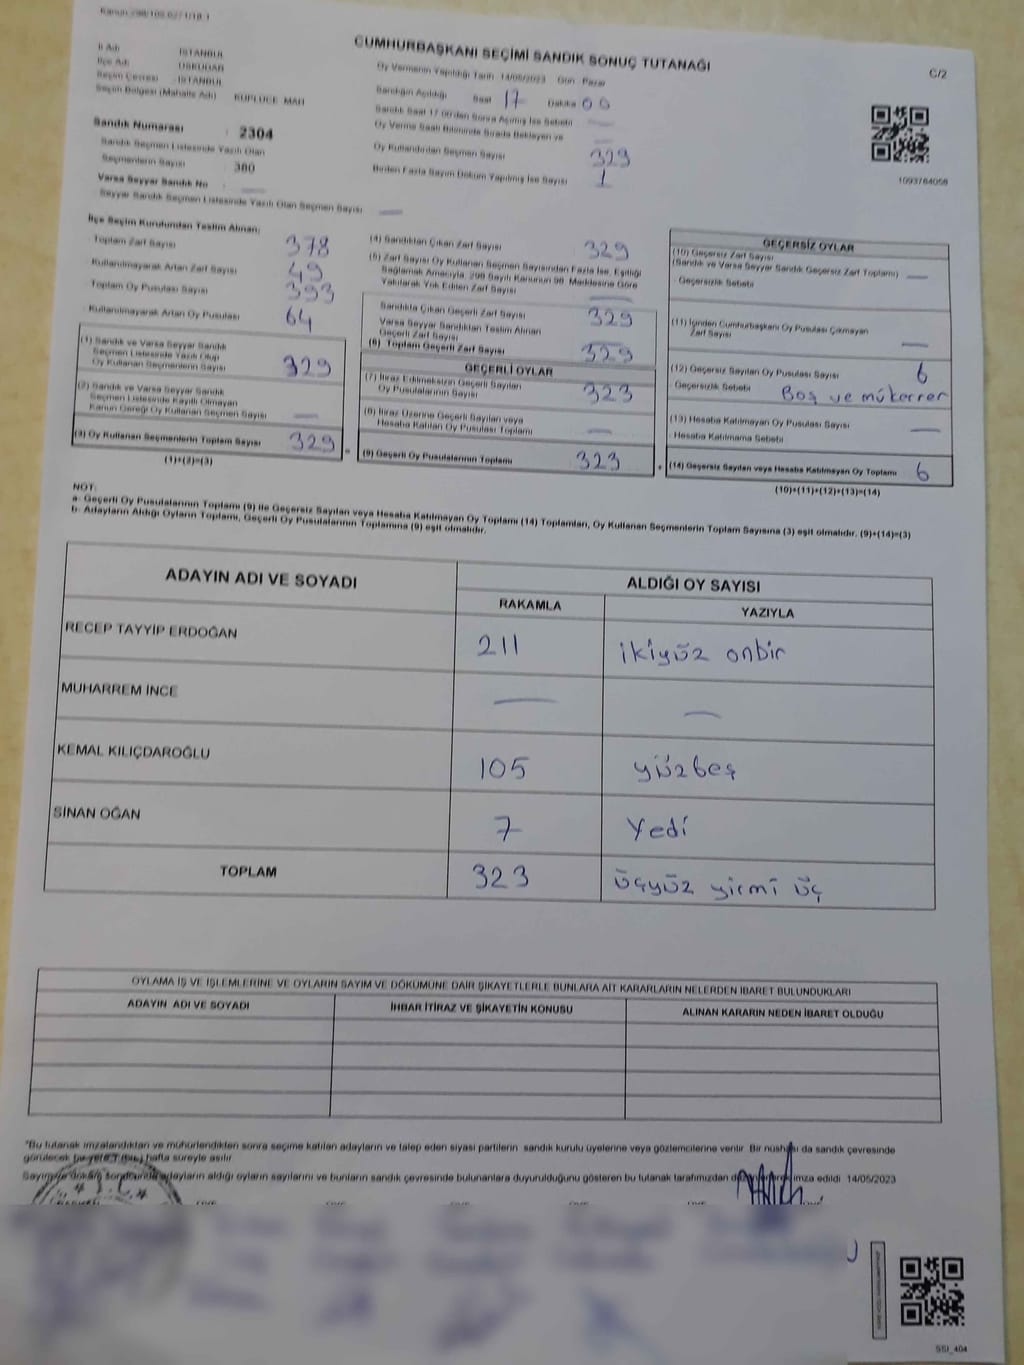 CUMHURBAŞKANI SEÇİMİ SANDIK SONUÇ TUTANAĞI
C/2
İl Adı : İSTANBUL
İlçe Adı : ÜSKÜDAR
Seçim Çevresi : İSTANBUL
Seçim Bölgesi (Mahalle Adı) KÜPLÜCE MAH
Sandık Numarası : 2304
Sandık Seçmen Listesinde Yazılı Olan
Seçmenlerin Sayısı : 380
Varsa Seyyar Sandık No : —
Seyyar Sandık Seçmen Listesinde Yazılı Olan Seçmen Sayısı —
Oy Vermenin Yapıldığı Tarih 14/05/2023 Gün Pazar
Sandığın Açıldığı Saat 17 Dakika 00
Sandık Saat 17.00'den Sonra Açılmış İse Sebebi —
Oy Verme Saati Bitiminde Sırada Bekleyen ve
Oy Kullandırılan Seçmen Sayısı 329
Birden Fazla Sayım Döküm Yapılmış İse Sayısı 1
1093764058
İlçe Seçim Kurulundan Teslim Alınan;
Toplam Zarf Sayısı 378
Kullanılmayarak Artan Zarf Sayısı 49
Toplam Oy Pusulası Sayısı 393
Kullanılmayarak Artan Oy Pusulası 64
(1) Sandık ve Varsa Seyyar Sandık
Seçmen Listesinde Yazılı Olup
Oy Kullanan Seçmenlerin Sayısı 329
(2) Sandık ve Varsa Seyyar Sandık
Seçmen Listesinde Kayıtlı Olmayan
Kanun Gereği Oy Kullanan Seçmen Sayısı —
(3) Oy Kullanan Seçmenlerin Toplam Sayısı 329
(1)+(2)=(3)
(4) Sandıktan Çıkan Zarf Sayısı 329
(5) Zarf Sayısı Oy Kullanan Seçmen Sayısından Fazla İse, Eşitliği
Sağlamak Amacıyla, 298 Sayılı Kanunun 98. Maddesine Göre
Yakılarak Yok Edilen Zarf Sayısı —
Sandıkta Çıkan Geçerli Zarf Sayısı 329
Varsa Seyyar Sandıktan Teslim Alınan
Geçerli Zarf Sayısı —
(6) Toplam Geçerli Zarf Sayısı 329
GEÇERLİ OYLAR
(7) İtiraz Edilmeksizin Geçerli Sayılan
Oy Pusulalarının Sayısı 323
(8) İtiraz Üzerine Geçerli Sayılan veya
Hesaba Katılan Oy Pusulası Toplamı —
(9) Geçerli Oy Pusulalarının Toplamı 323
GEÇERSİZ OYLAR
(10) Geçersiz Zarf Sayısı
(Sandık ve Varsa Seyyar Sandık Geçersiz Zarf Toplamı) —
Geçersizlik Sebebi
(11) İçinden Cumhurbaşkanı Oy Pusulası Çıkmayan
Zarf Sayısı —
(12) Geçersiz Sayılan Oy Pusulası Sayısı 6
Geçersizlik Sebebi Boş ve mükerrer
(13) Hesaba Katılmayan Oy Pusulası Sayısı —
Hesaba Katılmama Sebebi
(14) Geçersiz Sayılan veya Hesaba Katılmayan Oy Toplamı 6
(10)+(11)+(12)+(13)=(14)
NOT:
a- Geçerli Oy Pusulalarının Toplamı (9) ile Geçersiz Sayılan veya Hesaba Katılmayan Oy Toplamı (14) Toplamları, Oy Kullanan Seçmenlerin Toplam Sayısına (3) eşit olmalıdır. (9)+(14)=(3)
b- Adayların Aldığı Oyların Toplamı, Geçerli Oy Pusulalarının Toplamına (9) eşit olmalıdır.
ADAYIN ADI VE SOYADI
ALDIĞI OY SAYISI
RAKAMLA YAZIYLA
RECEP TAYYİP ERDOĞAN 211 ikiyüz onbir
MUHARREM İNCE — —
KEMAL KILIÇDAROĞLU 105 yüzbeş
SİNAN OĞAN 7 Yedi
TOPLAM 323 üçyüz yirmi üç
OYLAMA İŞ VE İŞLEMLERİNE VE OYLARIN SAYIM VE DÖKÜMÜNE DAİR ŞİKAYETLERLE BUNLARA AİT KARARLARIN NELERDEN İBARET BULUNDUKLARI
ADAYIN ADI VE SOYADI İHBAR İTİRAZ VE ŞİKAYETİN KONUSU ALINAN KARARIN NEDEN İBARET OLDUĞU
"Bu tutanak imzalandıktan ve mühürlendikten sonra seçime katılan adayların ve talep eden siyasi partilerin sandık kurulu üyelerine veya gözlemcilerine verilir. Bir nüshası da sandık çevresinde
görülecek bir yere 1 (bir) hafta süreyle asılır
Sayım ve döküm sonucunda adayların aldığı oyların sayılarını ve bunların sandık çevresinde bulunanlara duyurulduğunu gösteren bu tutanak tarafımızdan düzenlenerek imza edildi 14/05/2023
SSI_404